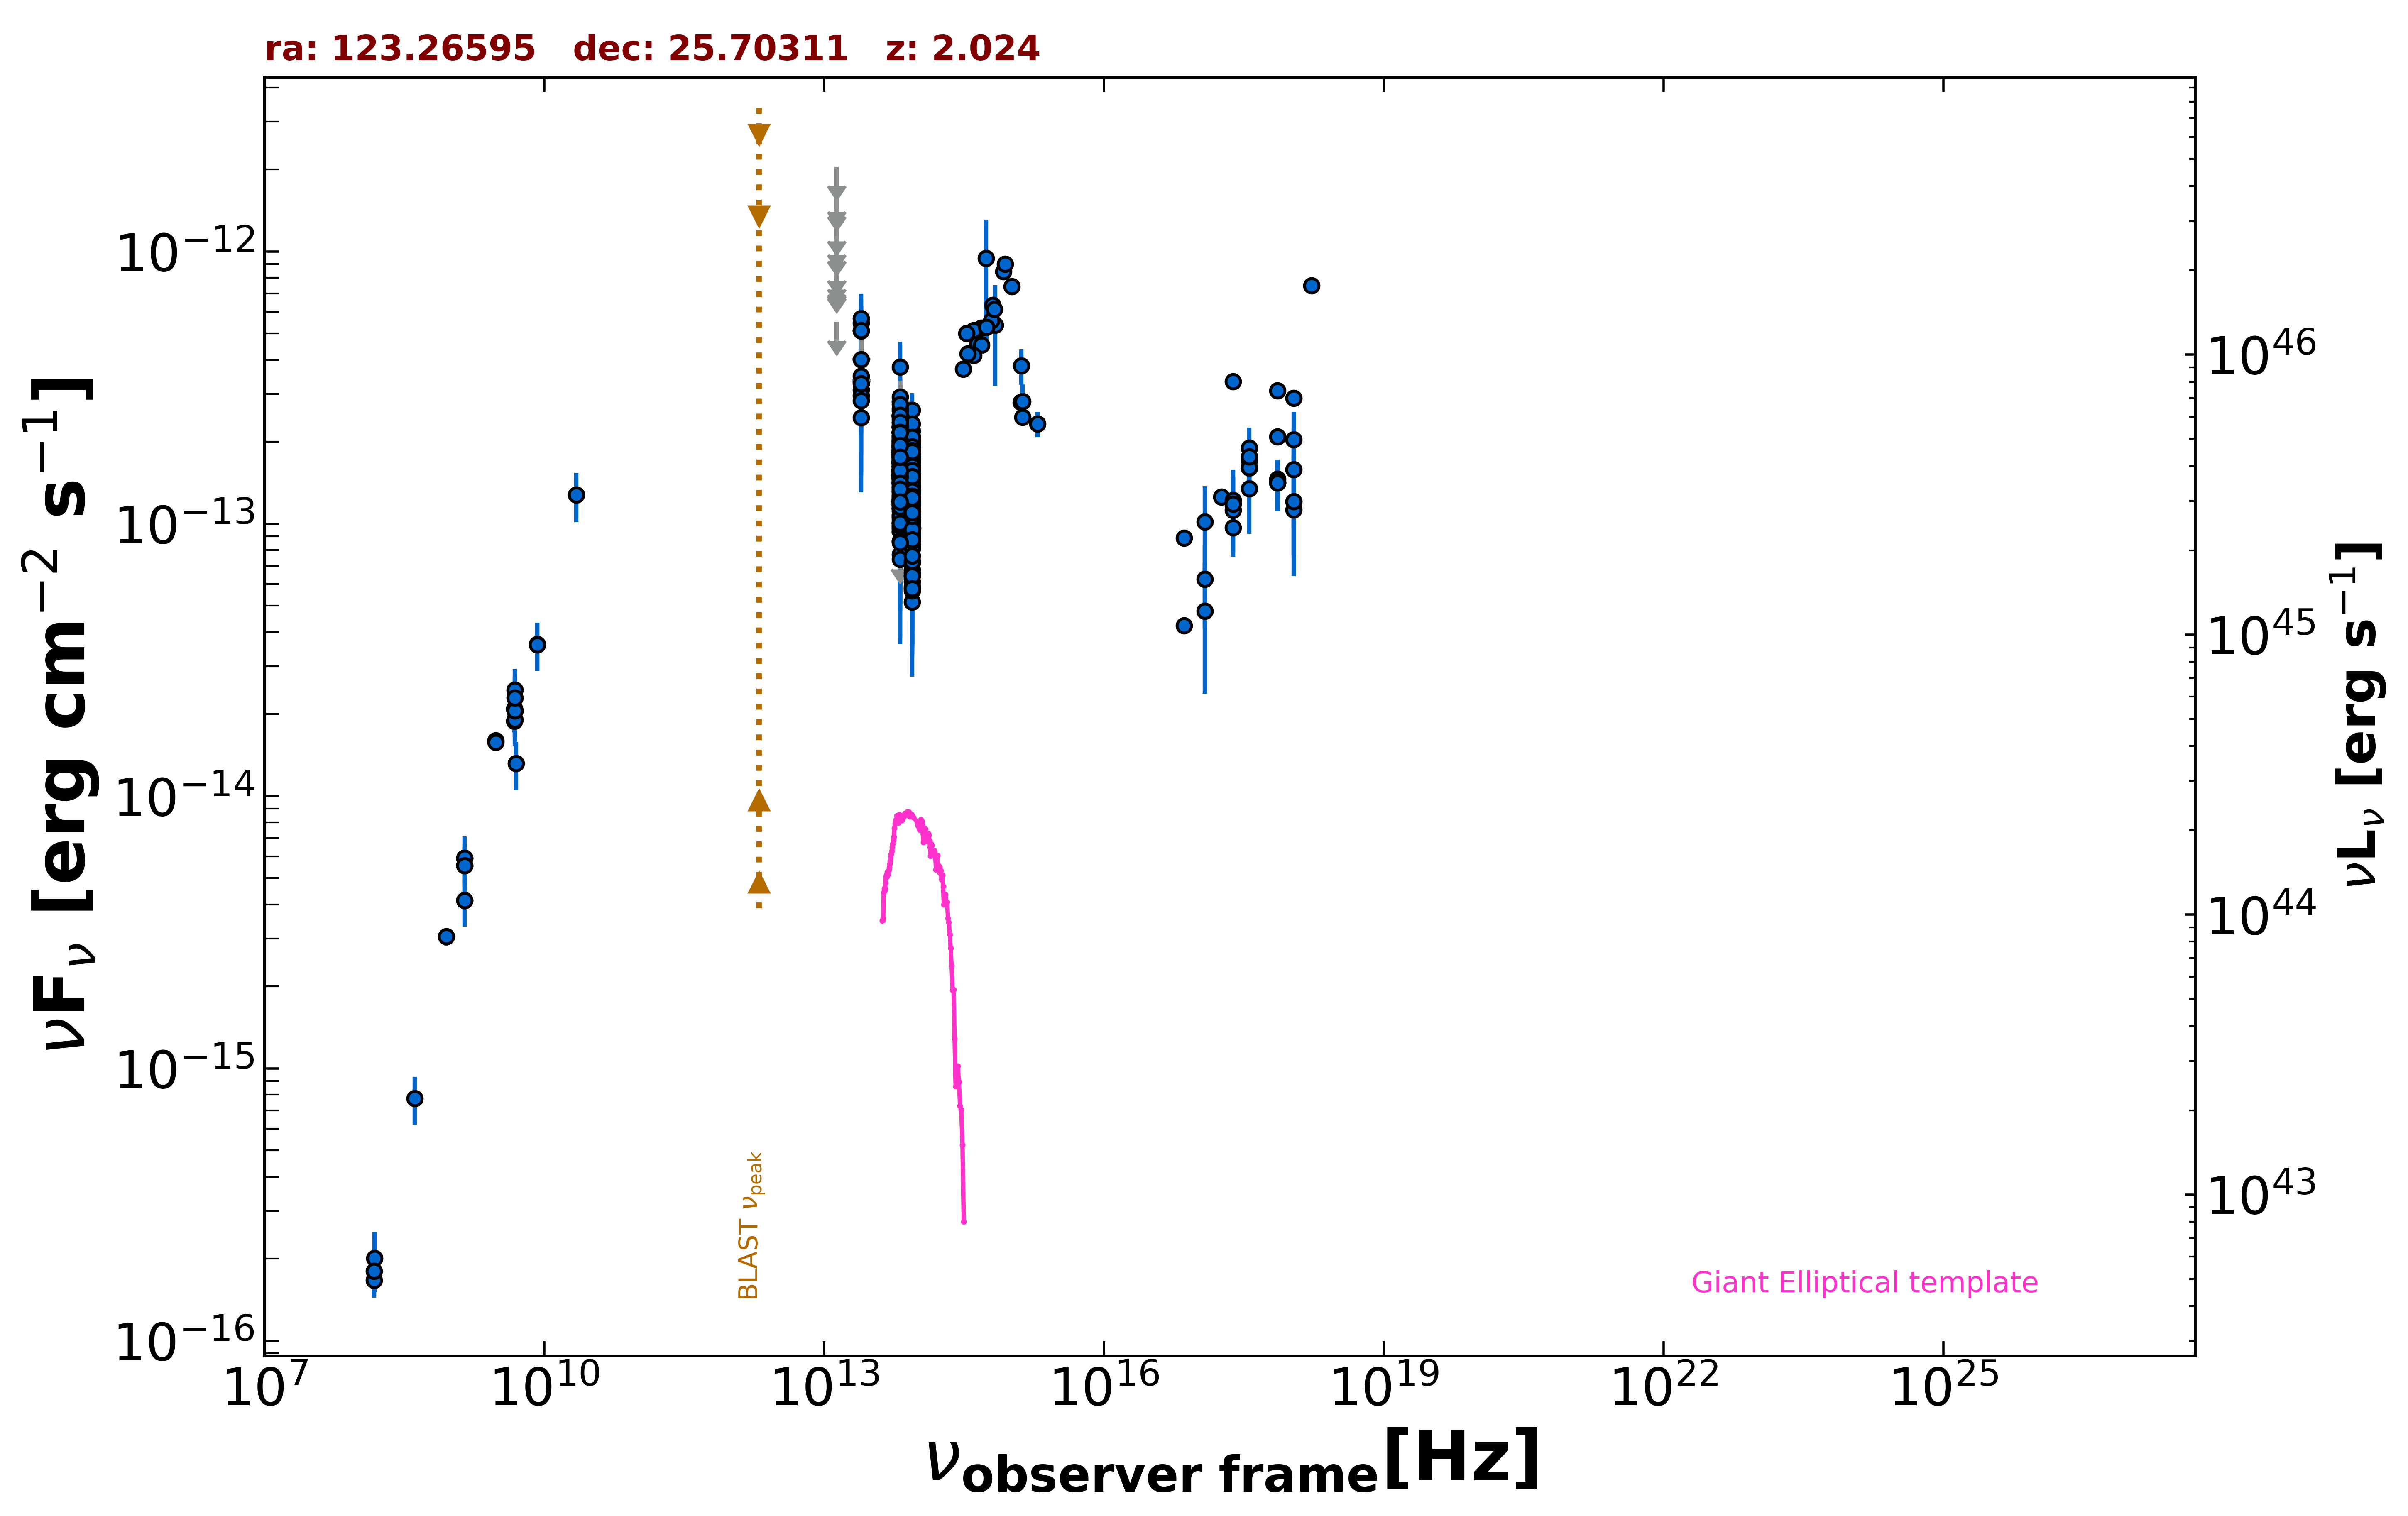 ra: 123.26595   dec: 25.70311   z: 2.024
νFν [erg cm−2 s−1]
10−12
10−13
10−14
10−15
10−16
νLν [erg s−1]
10^46
10^45
10^44
10^43
BLAST νpeak
Giant Elliptical template
10^7
10^10
10^13
10^16
10^19
10^22
10^25
νobserver frame[Hz]